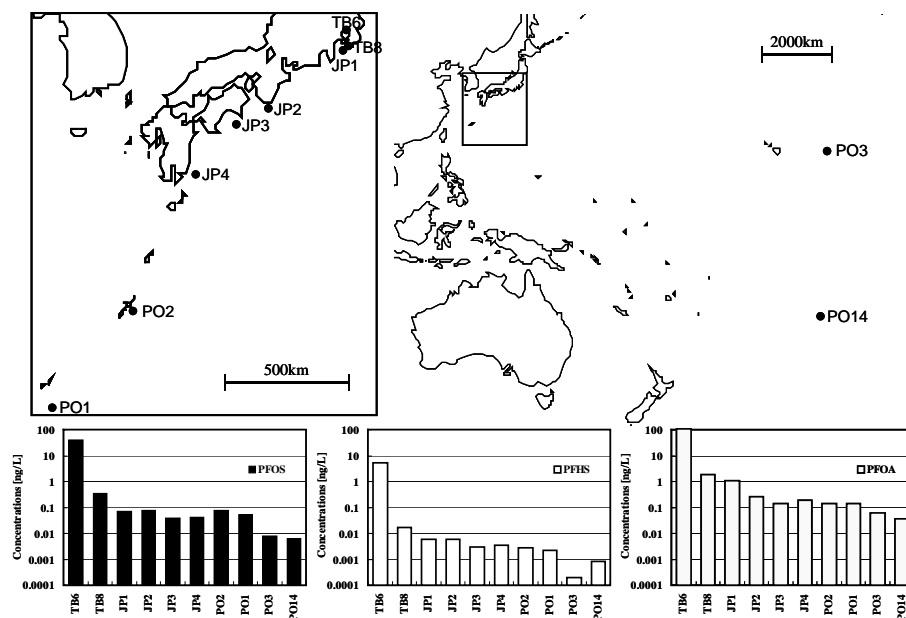 TB6
TB8
JP1
JP2
JP3
JP4
PO2
500km
PO1
2000km
PO3
PO14
Concentrations [ng/L]
100
10
1
0.1
0.01
0.001
0.0001
PFOS
TB6 TB8 JP1 JP2 JP3 JP4 PO2 PO1 PO3 PO14
Concentrations [ng/L]
100
10
1
0.1
0.01
0.001
0.0001
PFHS
TB6 TB8 JP1 JP2 JP3 JP4 PO2 PO1 PO3 PO14
Concentrations [ng/L]
100
10
1
0.1
0.01
0.001
0.0001
PFOA
TB6 TB8 JP1 JP2 JP3 JP4 PO2 PO1 PO3 PO14